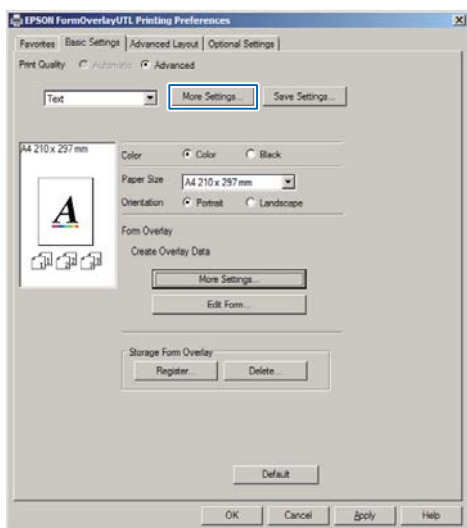 EPSON FormOverlayUTL Printing Preferences
Favorites Basic Settings Advanced Layout Optional Settings
Print Quality Automatic Advanced
Text More Settings... Save Settings...
A4 210 x 297 mm
Color Color Black
Paper Size A4 210 x 297 mm
Orientation Portrait Landscape
A
Form Overlay
Create Overlay Data
More Settings...
Edit Form...
Storage Form Overlay
Register... Delete...
Default
OK Cancel Apply Help